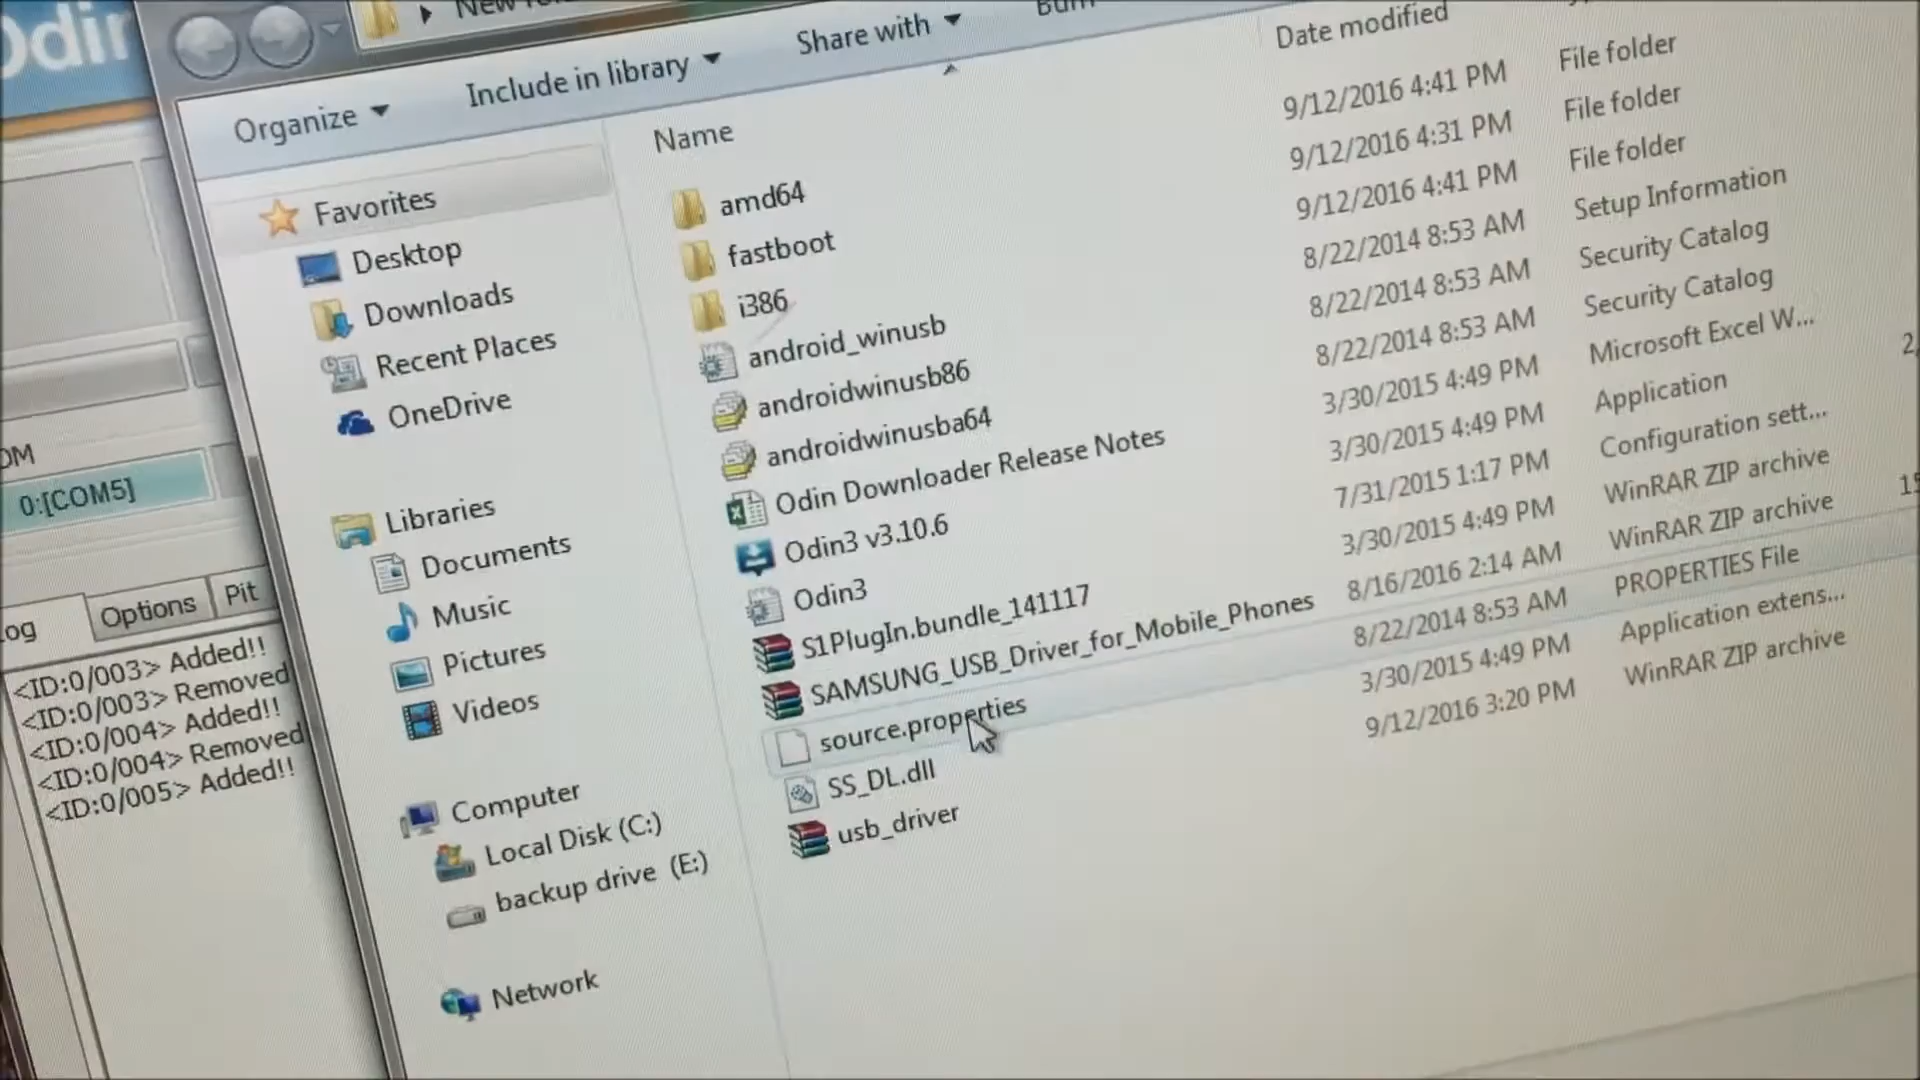 Odin
Organize
Include in library
Share with
Name
Date modified
Favorites
Desktop
Downloads
Recent Places
OneDrive
Libraries
Documents
Music
Pictures
Videos
Computer
Local Disk (C:)
backup drive (E:)
Network
amd64 9/12/2016 4:41 PM File folder
fastboot 9/12/2016 4:31 PM File folder
i386 9/12/2016 4:41 PM File folder
android_winusb 8/22/2014 8:53 AM Setup Information
androidwinusb86 8/22/2014 8:53 AM Security Catalog
androidwinusba64 8/22/2014 8:53 AM Security Catalog
Odin Downloader Release Notes 3/30/2015 4:49 PM Microsoft Excel W...
Odin3 v3.10.6 3/30/2015 4:49 PM Application
Odin3 7/31/2015 1:17 PM Configuration sett...
S1PlugIn.bundle_141117 3/30/2015 4:49 PM WinRAR ZIP archive
SAMSUNG_USB_Driver_for_Mobile_Phones 8/16/2016 2:14 AM WinRAR ZIP archive
source.properties 8/22/2014 8:53 AM PROPERTIES File
SS_DL.dll 3/30/2015 4:49 PM Application extens...
usb_driver 9/12/2016 3:20 PM WinRAR ZIP archive
0:[COM5]
Options
Pit
<ID:0/003> Added!!
<ID:0/003> Removed
<ID:0/004> Added!!
<ID:0/004> Removed
<ID:0/005> Added!!